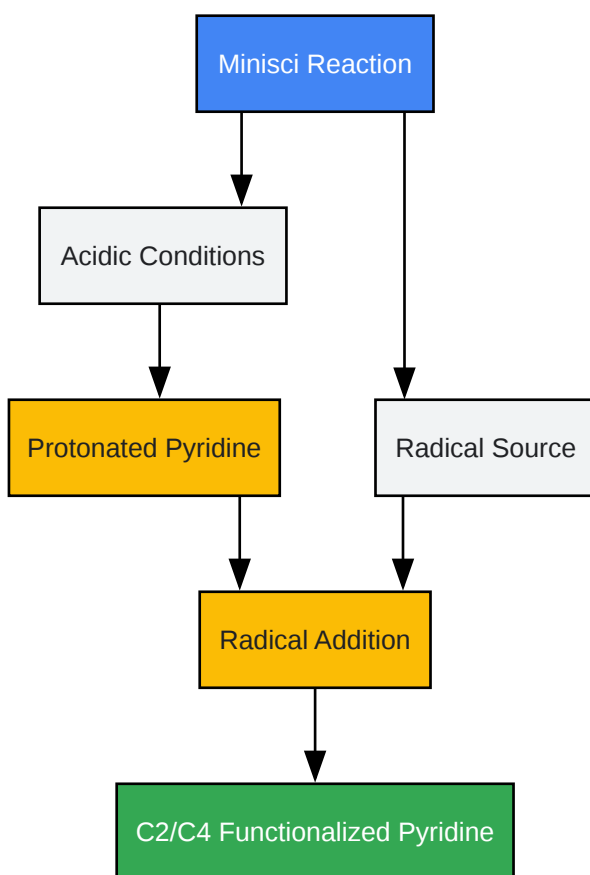 Minisci Reaction
Acidic Conditions
Protonated Pyridine
Radical Source
Radical Addition
C2/C4 Functionalized Pyridine